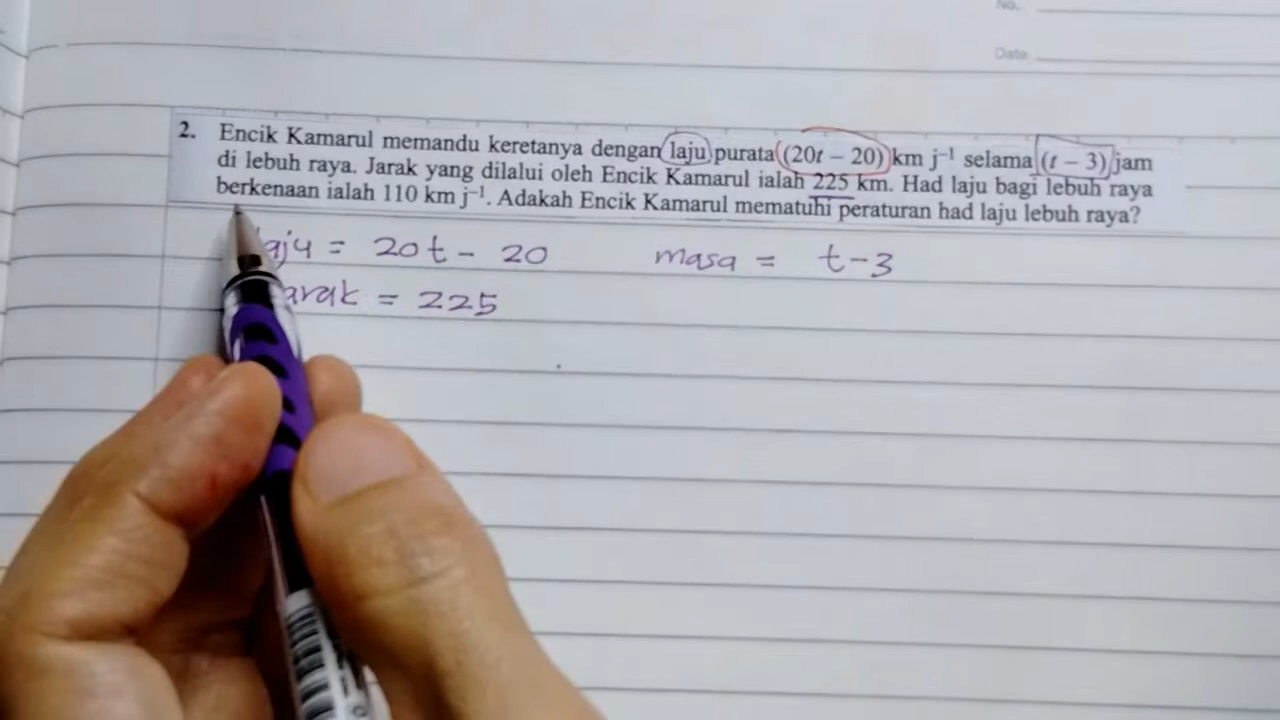 No.
Date
2. Encik Kamarul memandu keretanya dengan laju purata (20t – 20) km j⁻¹ selama (t – 3) jam
di lebuh raya. Jarak yang dilalui oleh Encik Kamarul ialah 225 km. Had laju bagi lebuh raya
berkenaan ialah 110 km j⁻¹. Adakah Encik Kamarul mematuhi peraturan had laju lebuh raya?
= 20t - 20 masa = t-3
= 225